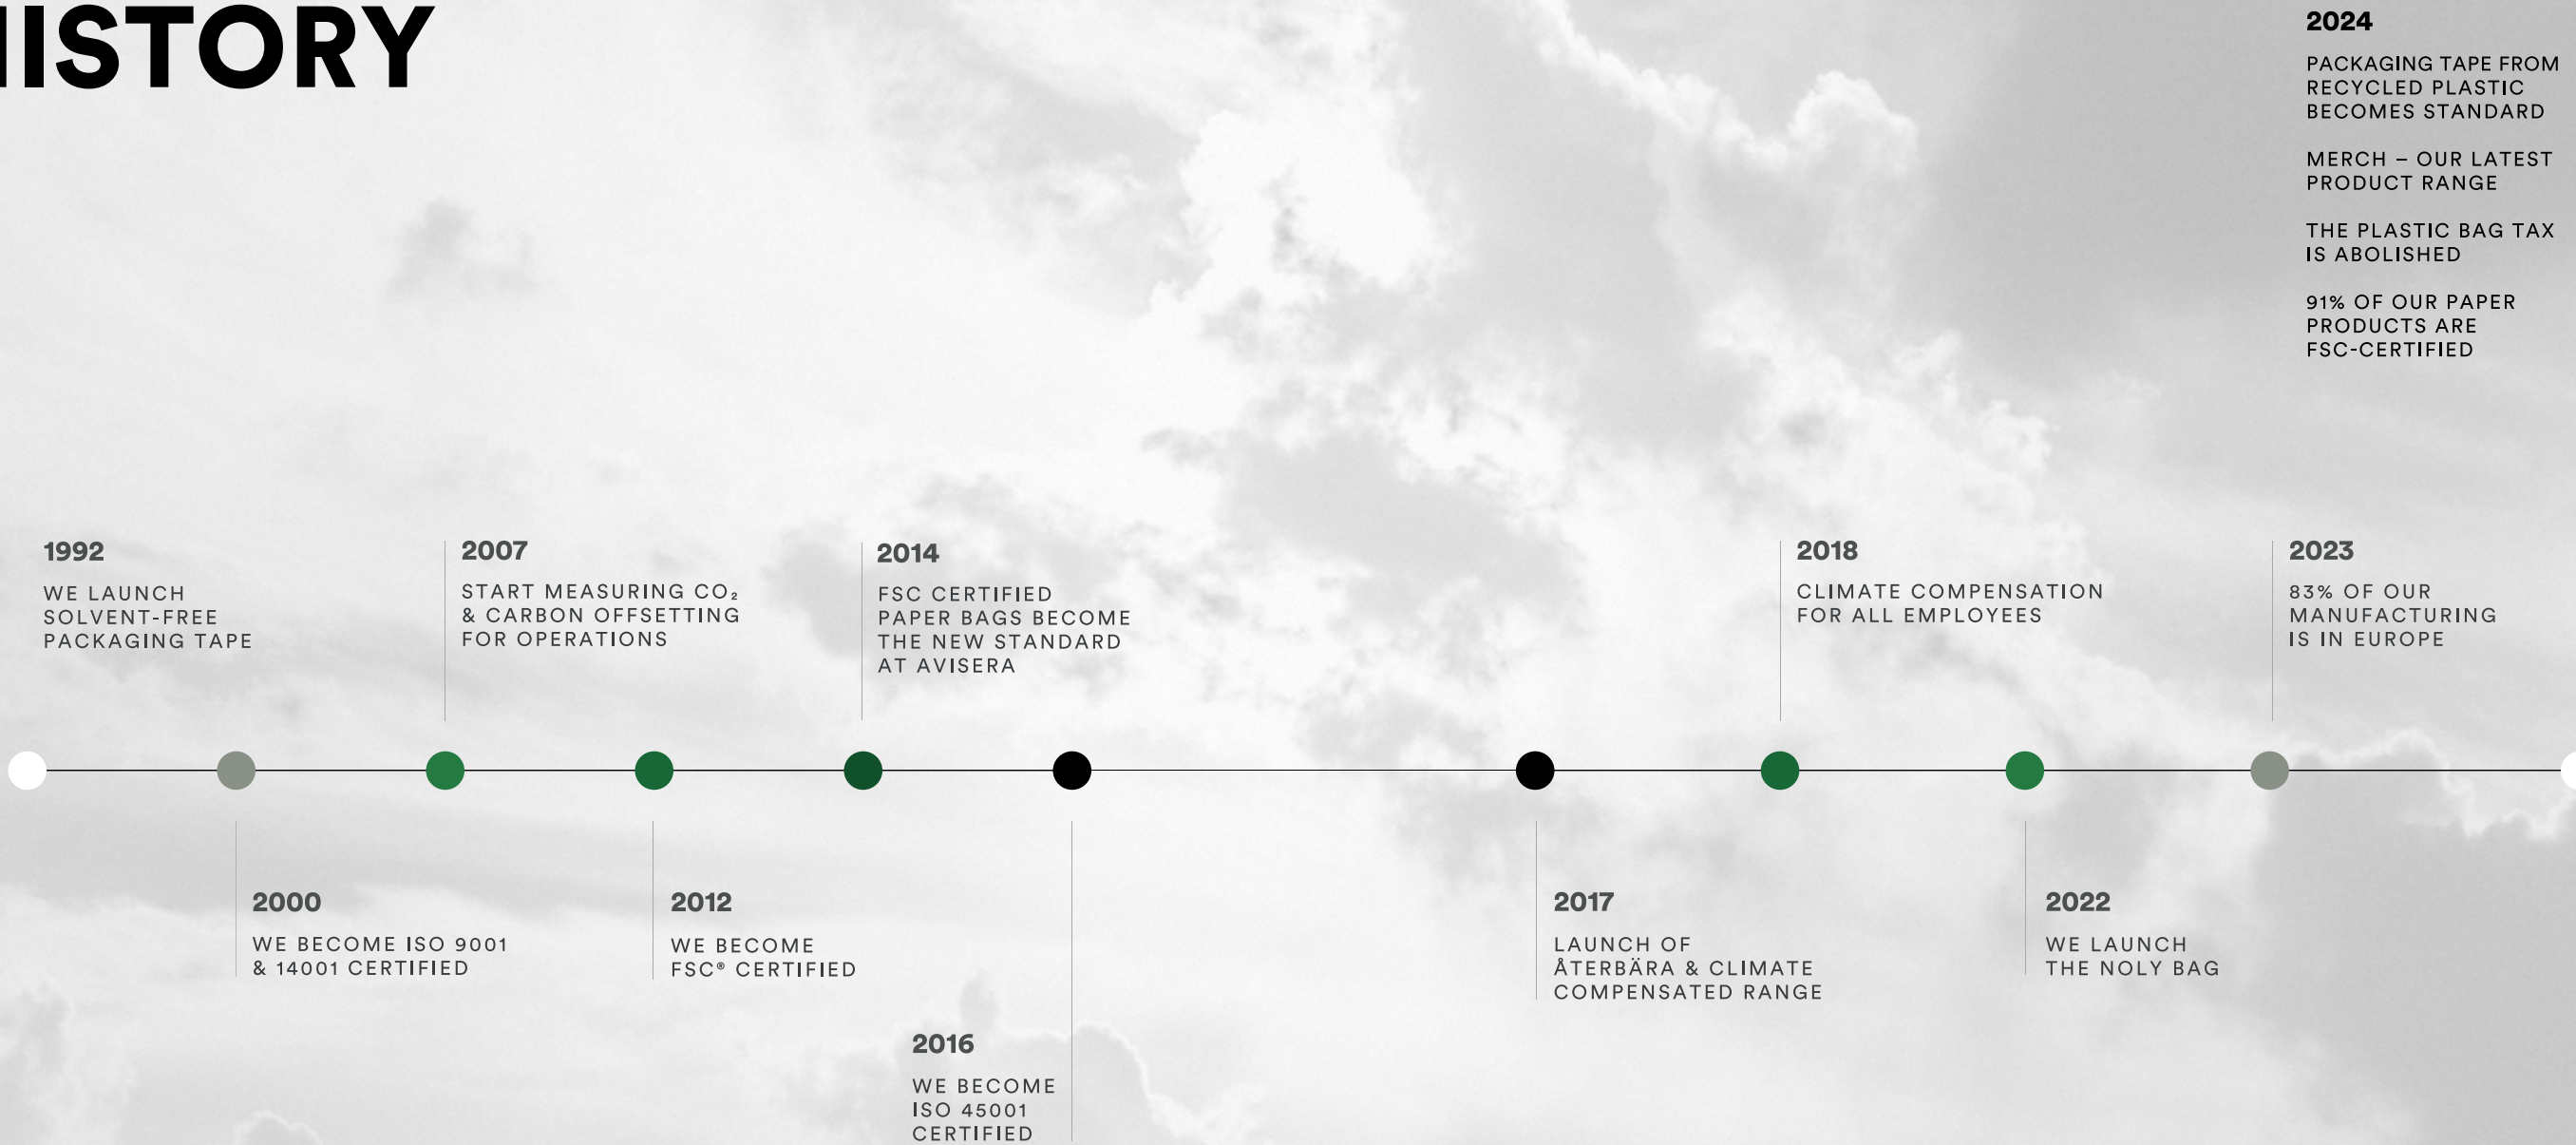 HISTORY
2024
PACKAGING TAPE FROM
RECYCLED PLASTIC
BECOMES STANDARD
MERCH – OUR LATEST
PRODUCT RANGE
THE PLASTIC BAG TAX
IS ABOLISHED
91% OF OUR PAPER
PRODUCTS ARE
FSC-CERTIFIED
1992
WE LAUNCH
SOLVENT-FREE
PACKAGING TAPE
2007
START MEASURING CO₂
& CARBON OFFSETTING
FOR OPERATIONS
2014
FSC CERTIFIED
PAPER BAGS BECOME
THE NEW STANDARD
AT AVISERA
2018
CLIMATE COMPENSATION
FOR ALL EMPLOYEES
2023
83% OF OUR
MANUFACTURING
IS IN EUROPE
2000
WE BECOME ISO 9001
& 14001 CERTIFIED
2012
WE BECOME
FSC® CERTIFIED
2016
WE BECOME
ISO 45001
CERTIFIED
2017
LAUNCH OF
ÅTERBÄRA & CLIMATE
COMPENSATED RANGE
2022
WE LAUNCH
THE NOLY BAG